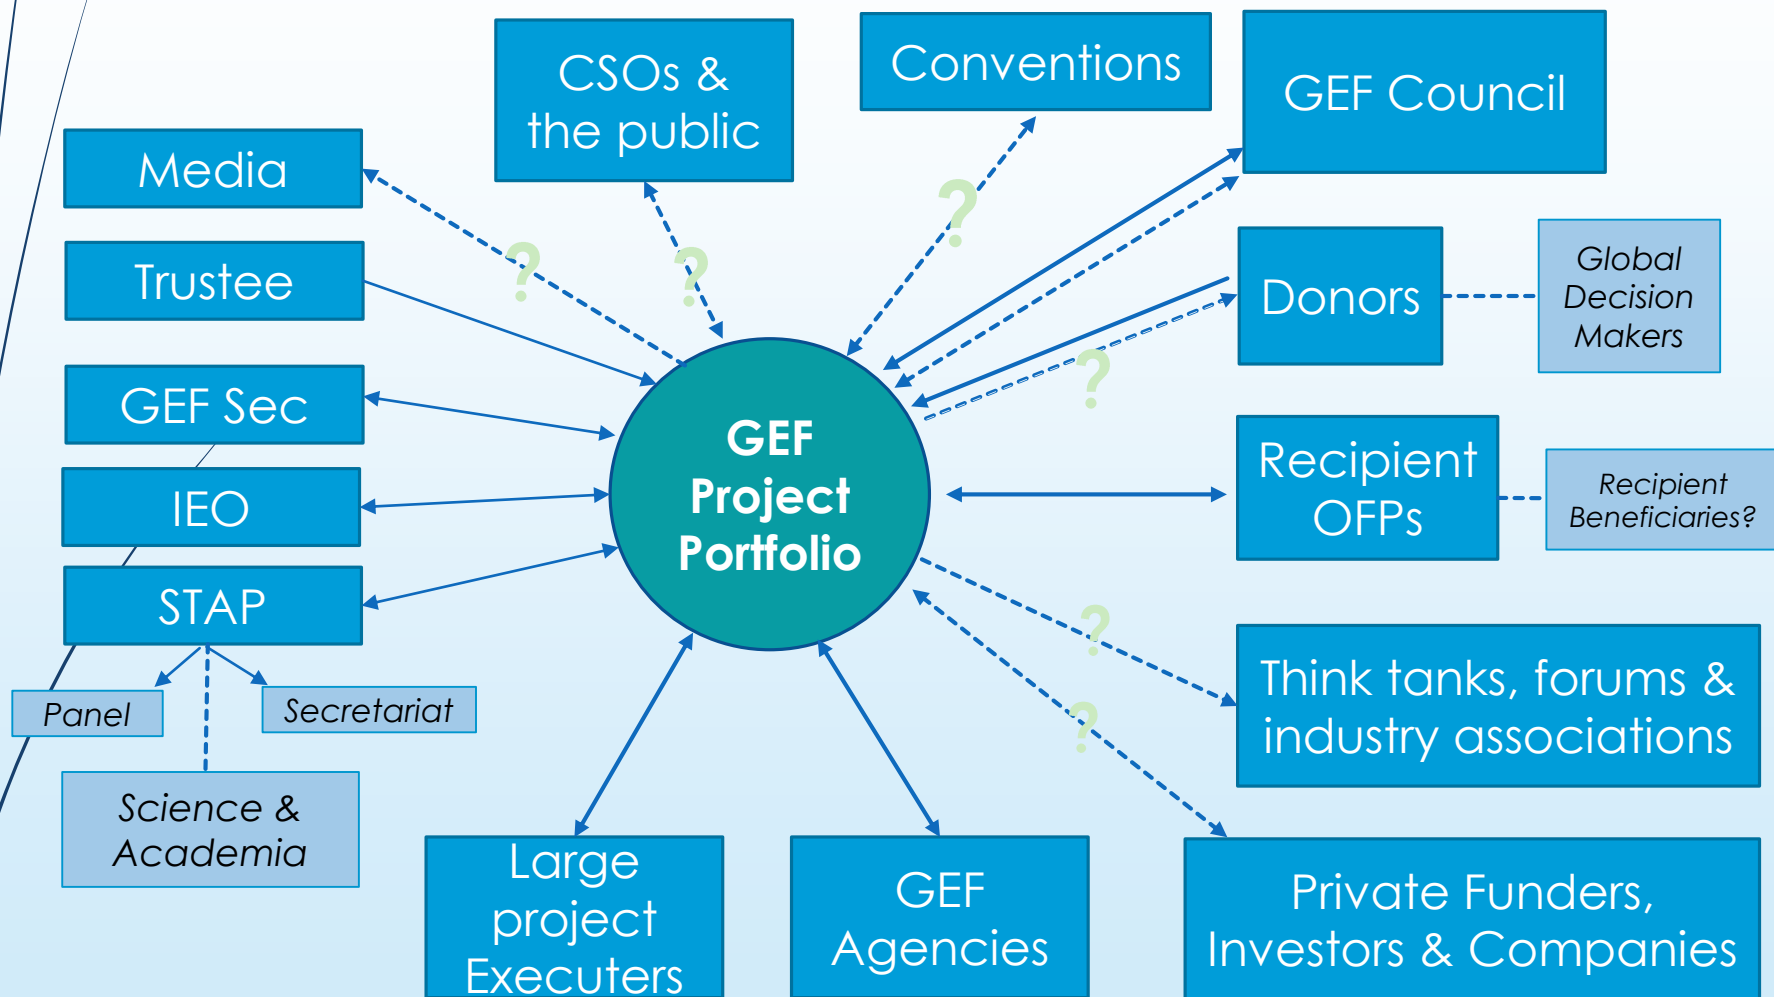 CSOs &
the public
Conventions
GEF Council
Media
Trustee
GEF Sec
IEO
STAP
Panel
Secretariat
Science &
Academia
?
?
?
?
?
?
GEF
Project
Portfolio
Donors
Global
Decision
Makers
Recipient
OFPs
Recipient
Beneficiaries?
Think tanks, forums &
industry associations
Large
project
Executers
GEF
Agencies
Private Funders,
Investors & Companies